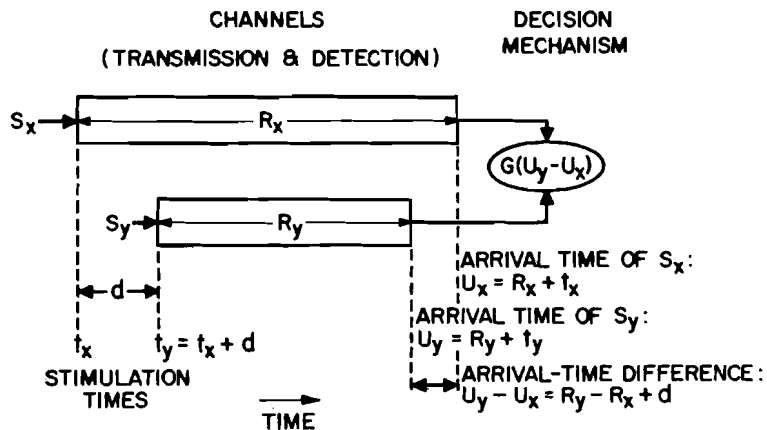 CHANNELS
(TRANSMISSION & DETECTION)
DECISION
MECHANISM
Sx
Rx
G(Uy-Ux)
Sy
Ry
d
tx
ty = tx + d
STIMULATION
TIMES
TIME
ARRIVAL TIME OF Sx:
Ux = Rx + tx
ARRIVAL TIME OF Sy:
Uy = Ry + ty
ARRIVAL-TIME DIFFERENCE:
Uy - Ux = Ry - Rx + d